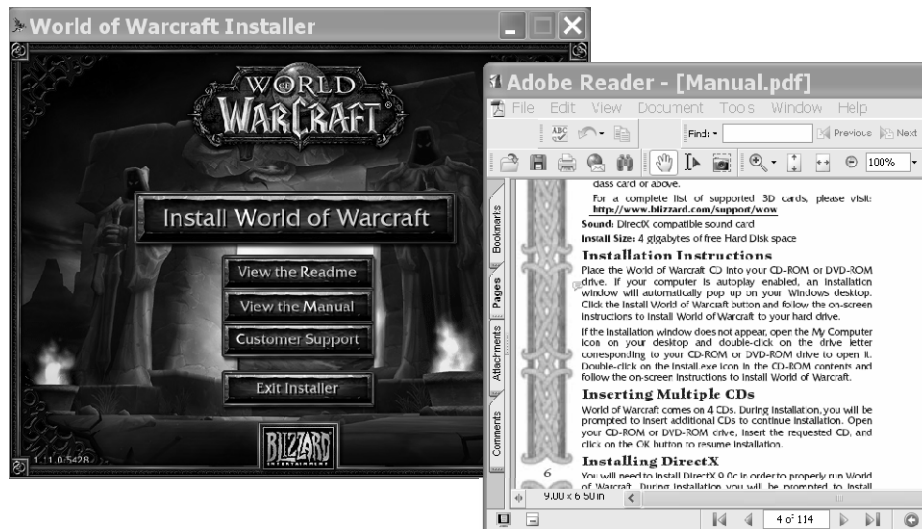 World of Warcraft Installer
WORLD
OF
WARCRAFT
Install World of Warcraft
View the Readme
View the Manual
Customer Support
Exit Installer
BLIZZARD
ENTERTAINMENT
1.11.0.5428
Adobe Reader - [Manual.pdf]
File Edit View Document Tools Window Help
ABC
Find:
Previous
Next
100%
Bookmarks
Pages
Attachments
Comments
class card or above.
For a complete list of supported 3D cards, please visit:
http://www.blizzard.com/support/wow
Sound: DirectX compatible sound card
Install Size: 4 gigabytes of free Hard Disk space
Installation Instructions
Place the World of Warcraft CD into your CD-ROM or DVD-ROM
drive. If your computer is autoplay enabled, an installation
window will automatically pop up on your Windows desktop.
Click the Install World of Warcraft button and follow the on-screen
instructions to install World of Warcraft to your hard drive.
If the installation window does not appear, open the My Computer
icon on your desktop and double-click on the drive letter
corresponding to your CD-ROM or DVD-ROM drive to open it.
Double-click on the Install.exe icon in the CD-ROM contents and
follow the on-screen instructions to install World of Warcraft.
Inserting Multiple CDs
World of Warcraft comes on 4 CDs. During installation, you will be
prompted to insert additional CDs to continue installation. Open
your CD-ROM or DVD-ROM drive, insert the requested CD, and
click on the OK button to resume installation.
Installing DirectX
6
You will need to install DirectX 9.0c in order to properly run World
of Warcraft. During installation you will be prompted to install
9.00 x 6.50 in
4 of 114